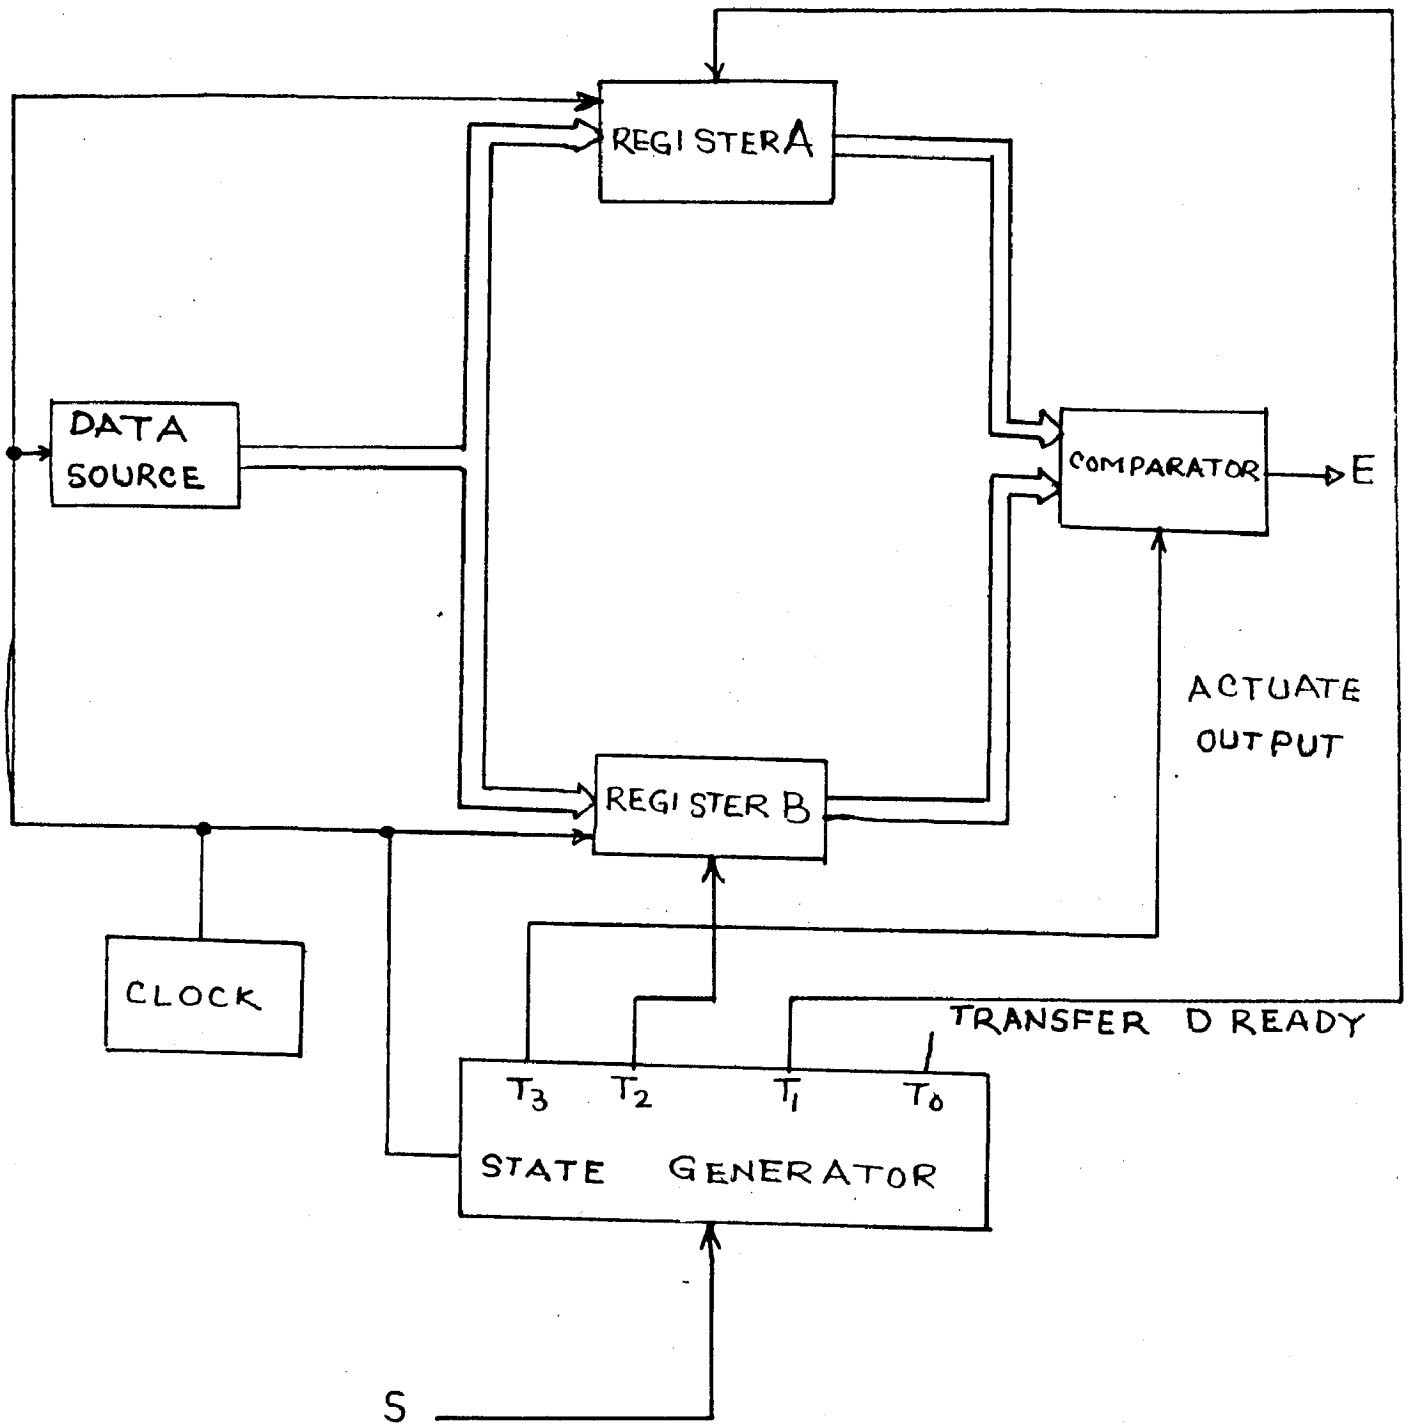 REGISTER A
DATA
SOURCE
COMPARATOR
E
ACTUATE
OUTPUT
REGISTER B
CLOCK
TRANSFER D READY
T3 T2 T1 T0
STATE GENERATOR
S